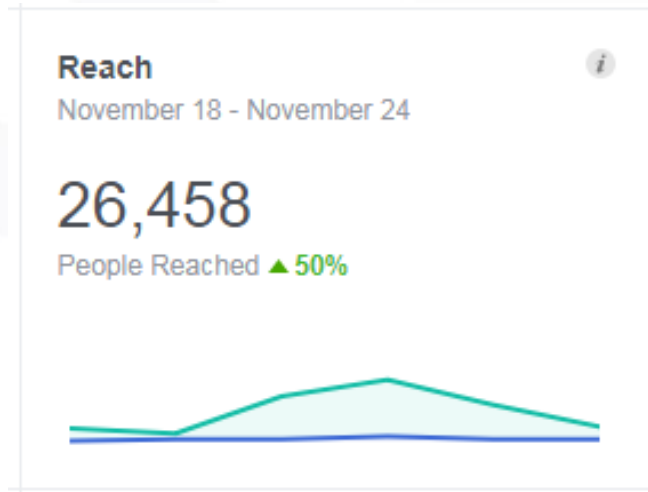 Reach
i
November 18 - November 24
26,458
People Reached ▲ 50%